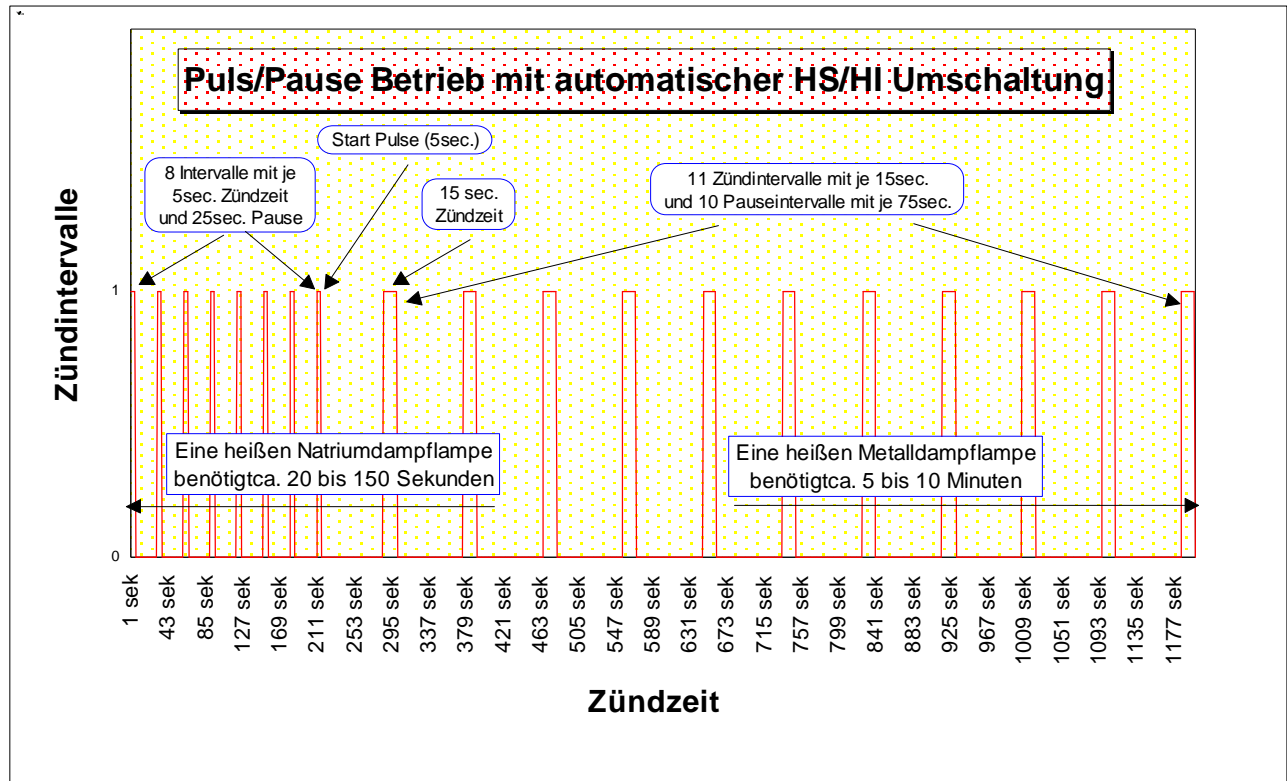 Puls/Pause Betrieb mit automatischer HS/HI Umschaltung
Start Pulse (5sec.)
8 Intervalle mit je
5sec. Zündzeit
und 25sec. Pause
15 sec.
Zündzeit
11 Zündintervalle mit je 15sec.
und 10 Pauseintervalle mit je 75sec.
Zündintervalle
1
0
Eine heißen Natriumdampflampe
benötigtca. 20 bis 150 Sekunden
Eine heißen Metalldampflampe
benötigtca. 5 bis 10 Minuten
1 sek
43 sek
85 sek
127 sek
169 sek
211 sek
253 sek
295 sek
337 sek
379 sek
421 sek
463 sek
505 sek
547 sek
589 sek
631 sek
673 sek
715 sek
757 sek
799 sek
841 sek
883 sek
925 sek
967 sek
1009 sek
1051 sek
1093 sek
1135 sek
1177 sek
Zündzeit